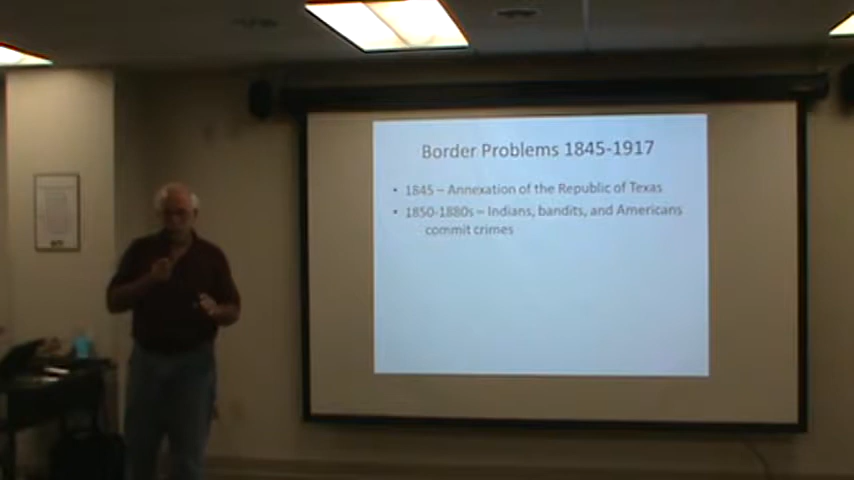 Border Problems 1845-1917
• 1845 – Annexation of the Republic of Texas
• 1850-1880s – Indians, bandits, and Americans
commit crimes